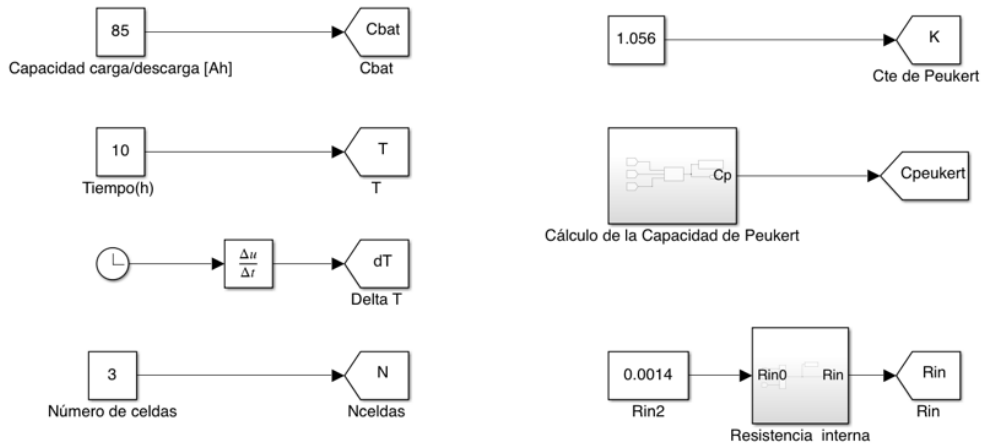 85
Cbat
Capacidad carga/descarga [Ah]
Cbat
10
T
Tiempo(h)
T
Δu
Δt
dT
Delta T
3
N
Número de celdas
Nceldas
1.056
K
Cte de Peukert
Cp
Cpeukert
Cálculo de la Capacidad de Peukert
0.0014
Rin0
Rin
Rin
Rin2
Rin
Resistencia interna